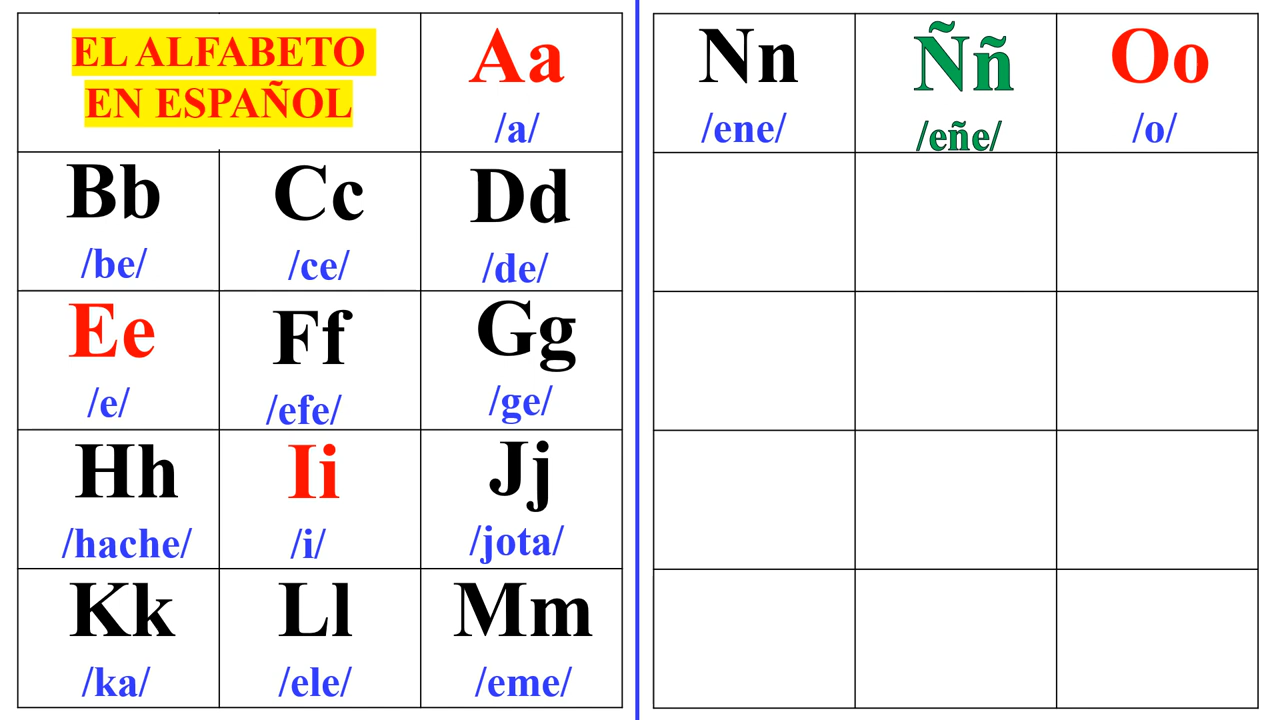 EL ALFABETO
EN ESPAÑOL
Aa
/a/
Bb
/be/
Cc
/ce/
Dd
/de/
Ee
/e/
Ff
/efe/
Gg
/ge/
Hh
/hache/
Ii
/i/
Jj
/jota/
Kk
/ka/
Ll
/ele/
Mm
/eme/
Nn
/ene/
Ññ
/eñe/
Oo
/o/